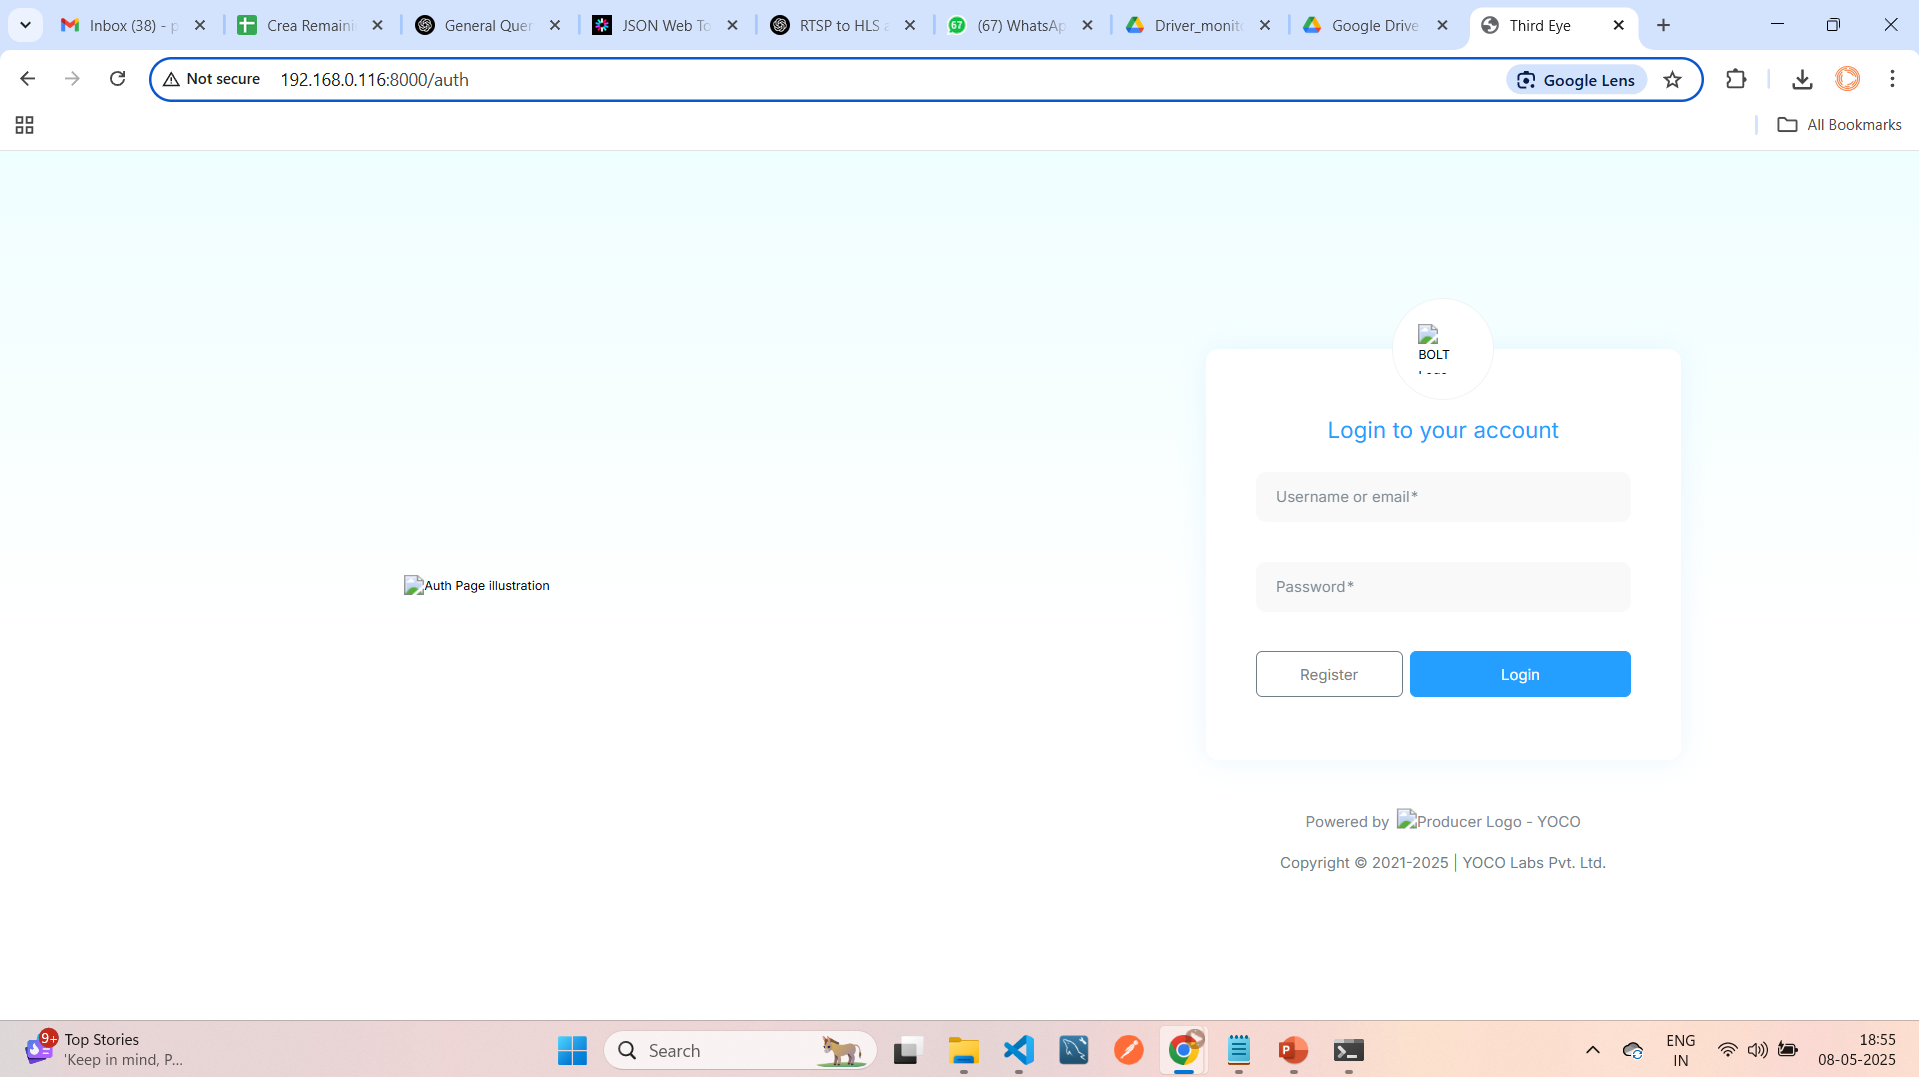 Inbox (38) - p
Crea Remaini
General Quer
JSON Web To
RTSP to HLS a
67
(67) WhatsAp
Driver_monito
Google Drive
Third Eye
Not secure
192.168.0.116:8000/auth
Google Lens
All Bookmarks
BOLT
Login to your account
Username or email*
Auth Page illustration
Password*
Register
Login
Powered by Producer Logo - YOCO
Copyright © 2021-2025 | YOCO Labs Pvt. Ltd.
9+
Top Stories
'Keep in mind, P...
Search
ENG
IN
18:55
08-05-2025